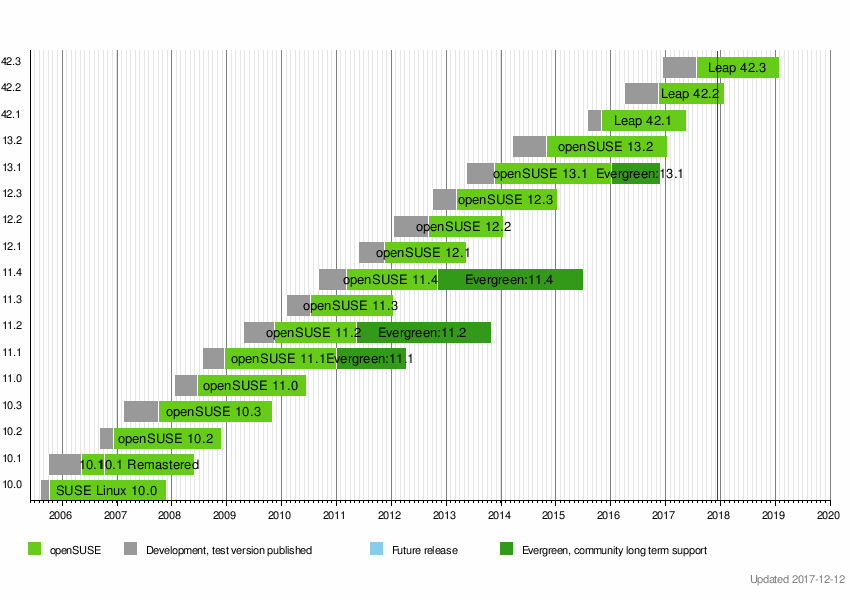 42.3 Leap 42.3
42.2 Leap 42.2
42.1 Leap 42.1
13.2 openSUSE 13.2
13.1 openSUSE 13.1 Evergreen:13.1
12.3 openSUSE 12.3
12.2 openSUSE 12.2
12.1 openSUSE 12.1
11.4 openSUSE 11.4 Evergreen:11.4
11.3 openSUSE 11.3
11.2 openSUSE 11.2 Evergreen:11.2
11.1 openSUSE 11.1 Evergreen:11.1
11.0 openSUSE 11.0
10.3 openSUSE 10.3
10.2 openSUSE 10.2
10.1 10.1 10.1 Remastered
10.0 SUSE Linux 10.0
2006 2007 2008 2009 2010 2011 2012 2013 2014 2015 2016 2017 2018 2019 2020
openSUSE Development, test version published Future release Evergreen, community long term support
Updated 2017-12-12